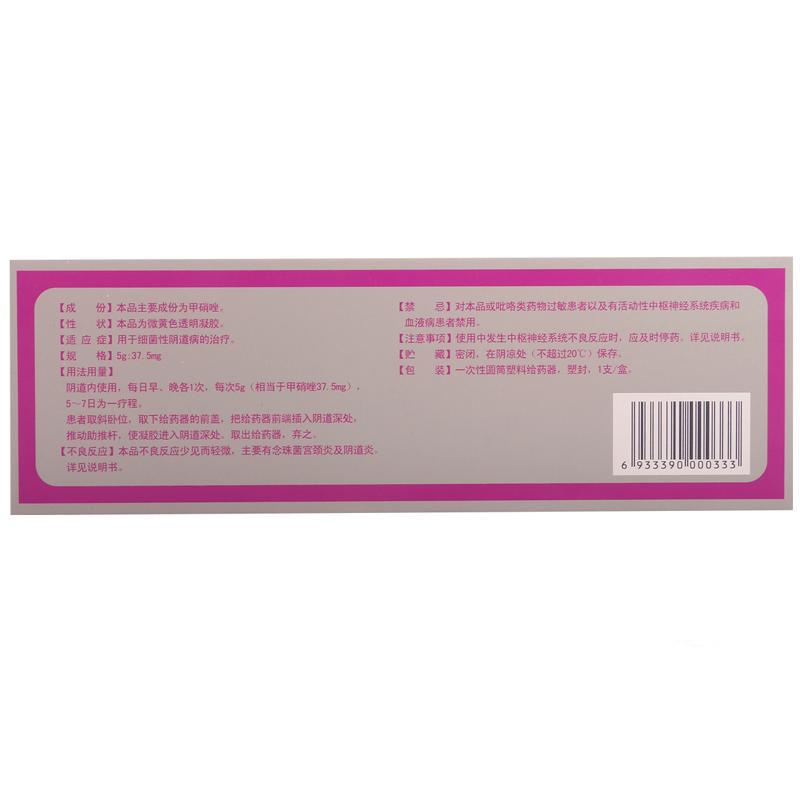 【成　份】本品主要成份为甲硝唑。
【性　状】本品为微黄色透明凝胶。
【适 应 症】用于细菌性阴道病的治疗。
【规　格】5g:37.5mg
【用法用量】
阴道内使用，每日早、晚各1次，每次5g（相当于甲硝唑37.5mg），
5～7日为一疗程。
患者取斜卧位，取下给药器的前盖，把给药器前端插入阴道深处，
推动助推杆，使凝胶进入阴道深处。取出给药器，弃之。
【不良反应】本品不良反应少见而轻微，主要有念珠菌宫颈炎及阴道炎。
详见说明书。
【禁　忌】对本品或吡咯类药物过敏患者以及有活动性中枢神经系统疾病和
血液病患者禁用。
【注意事项】使用中发生中枢神经系统不良反应时，应及时停药。详见说明书。
【贮　藏】密闭，在阴凉处（不超过20℃）保存。
【包　装】一次性圆筒塑料给药器，塑封，1支/盒。
6 933390 000333